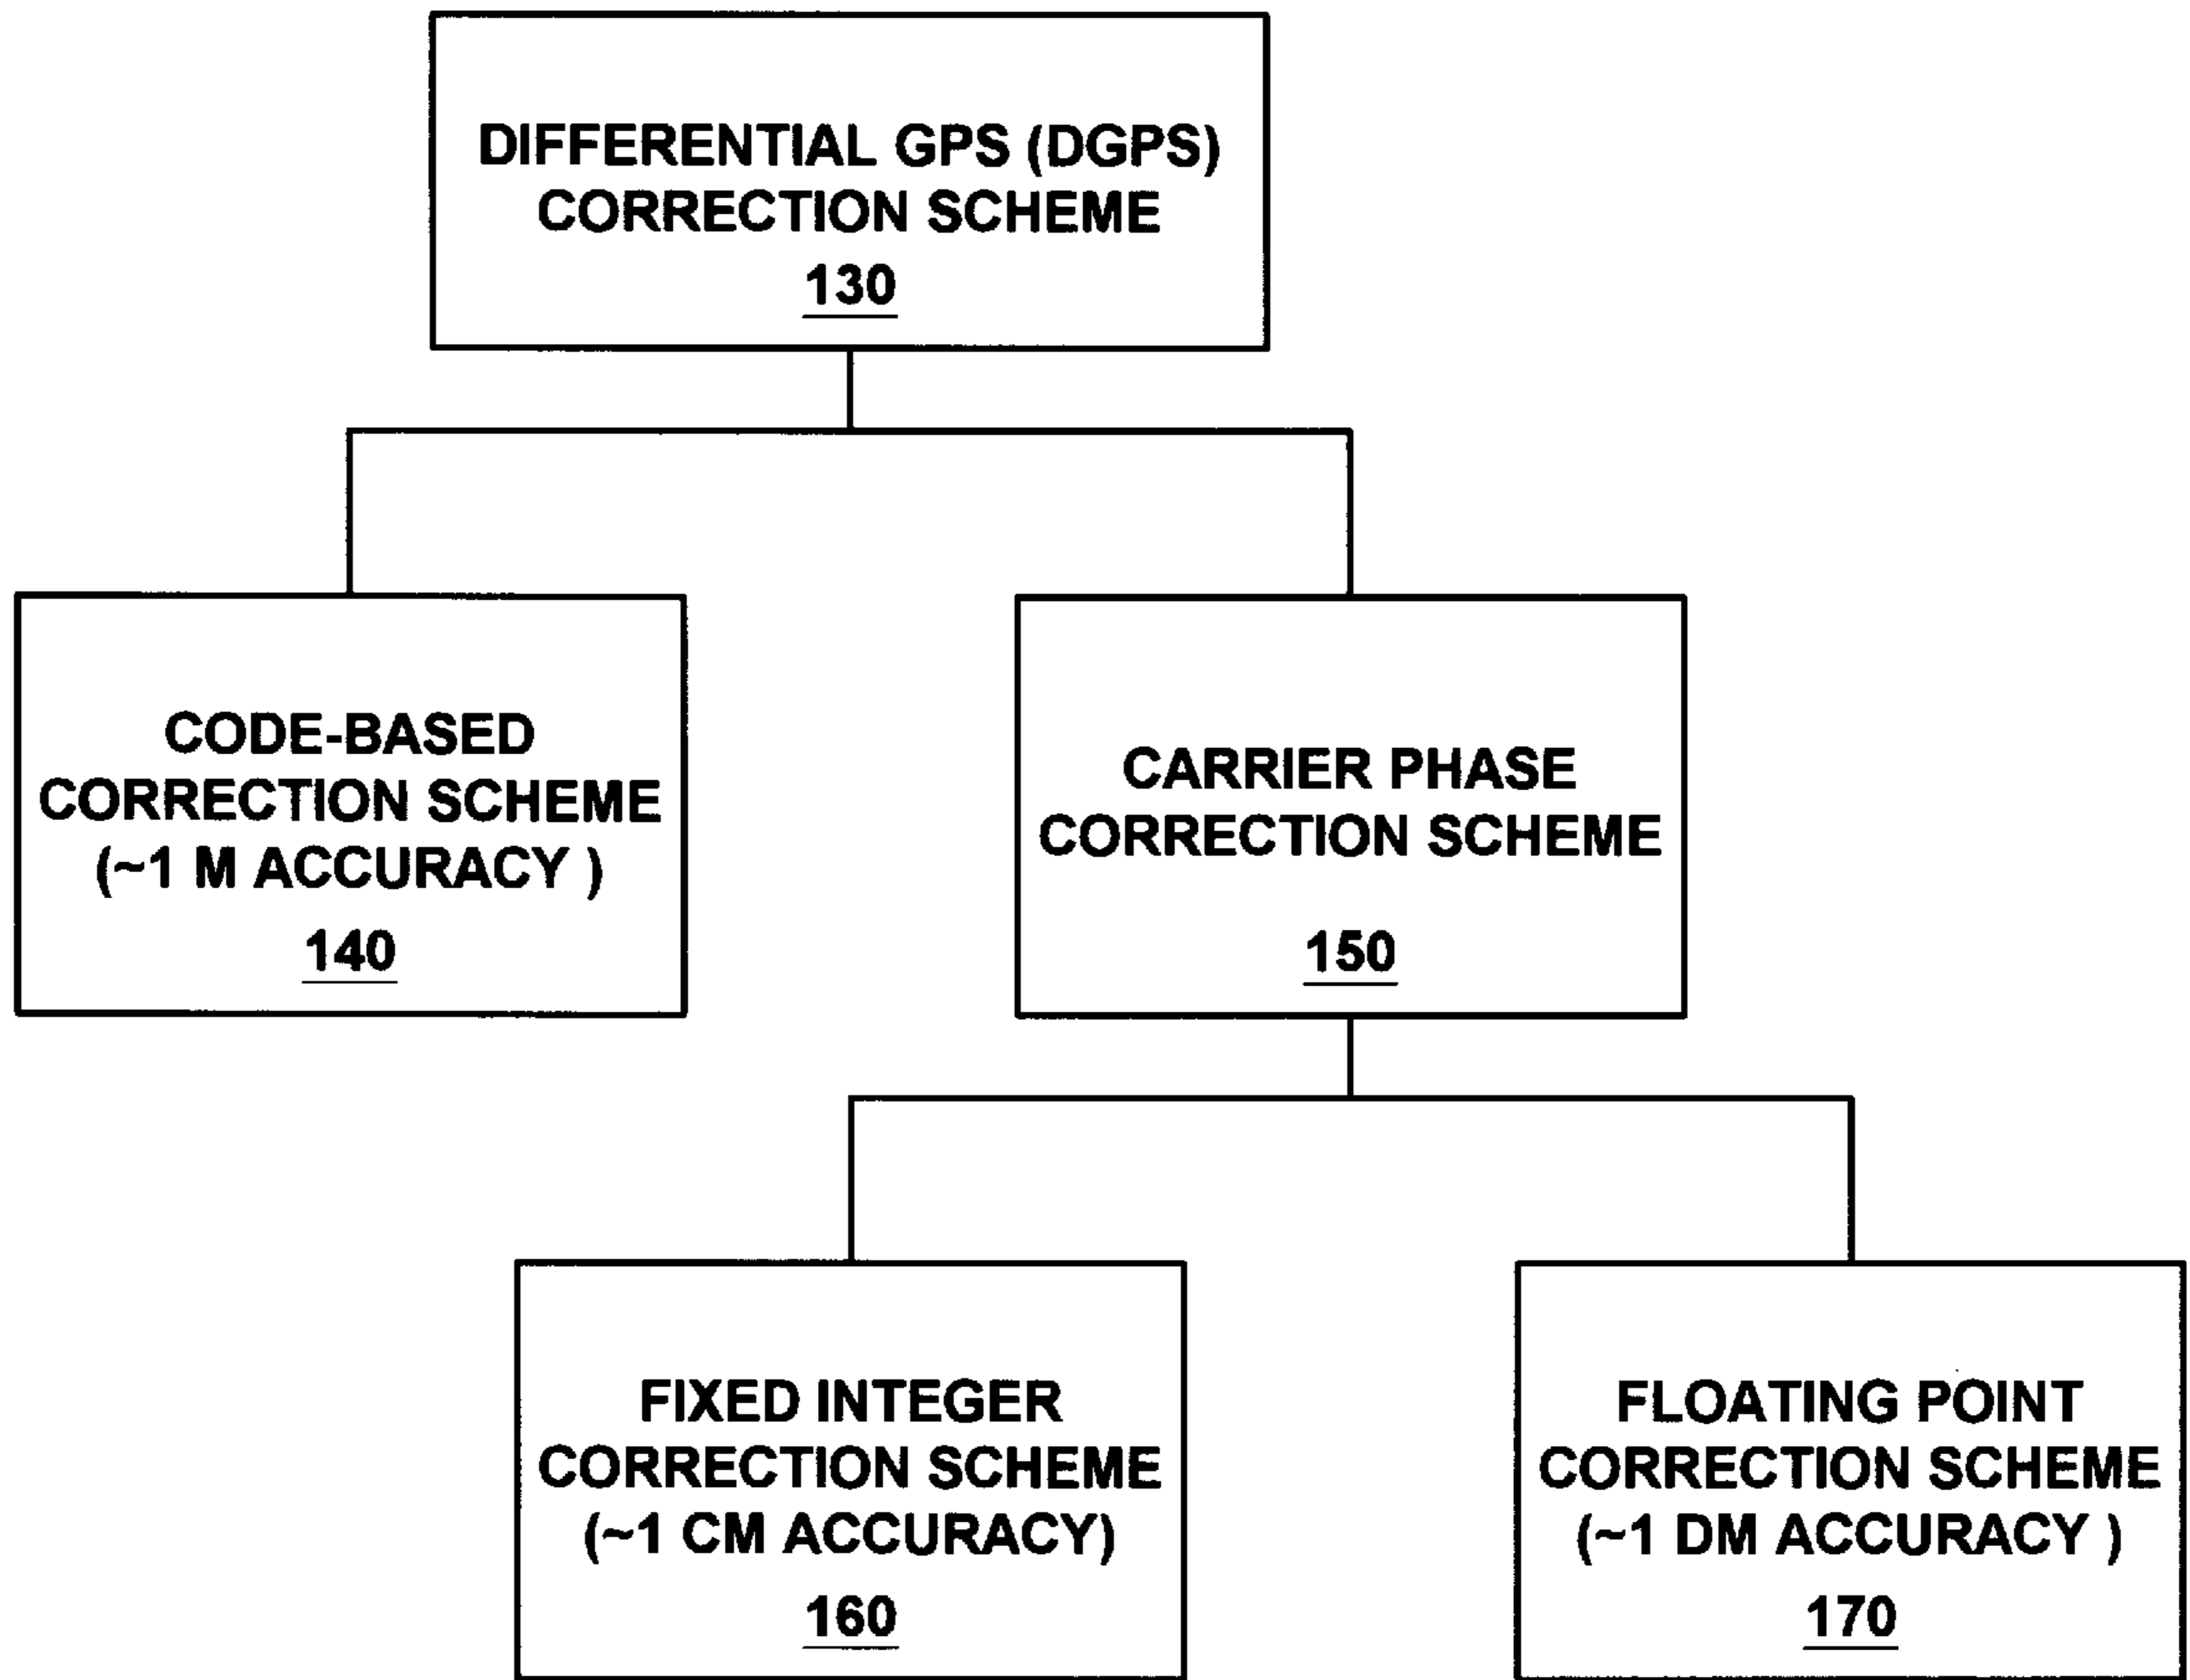 DIFFERENTIAL GPS (DGPS)
CORRECTION SCHEME
130
CODE-BASED
CORRECTION SCHEME
(~1 M ACCURACY )
140
CARRIER PHASE
CORRECTION SCHEME
150
FIXED INTEGER
CORRECTION SCHEME
(~1 CM ACCURACY)
160
FLOATING POINT
CORRECTION SCHEME
(~1 DM ACCURACY )
170